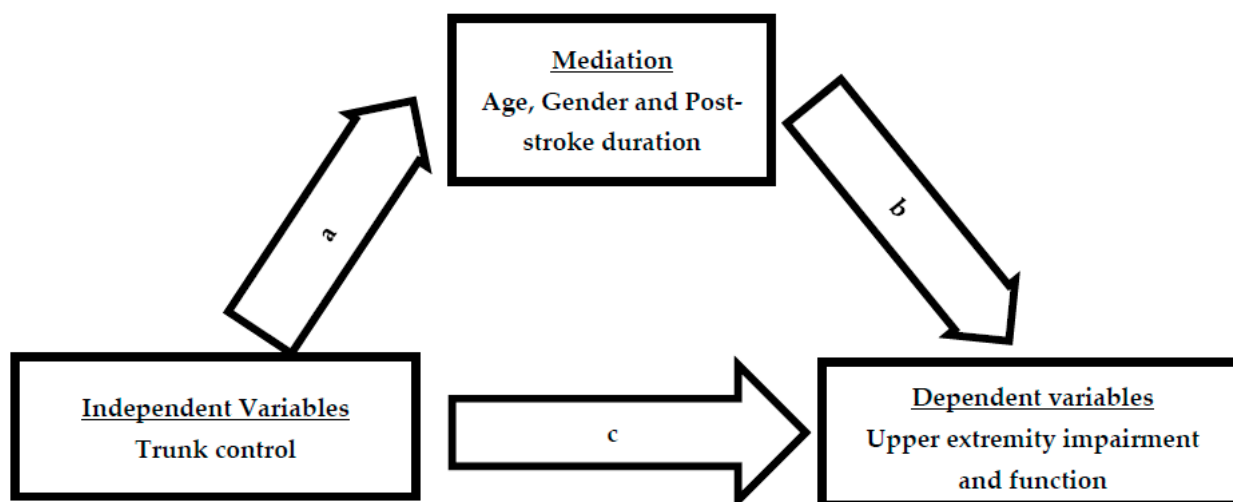 Mediation
Age, Gender and Post-
stroke duration
a
b
Independent Variables
Trunk control
c
Dependent variables
Upper extremity impairment
and function